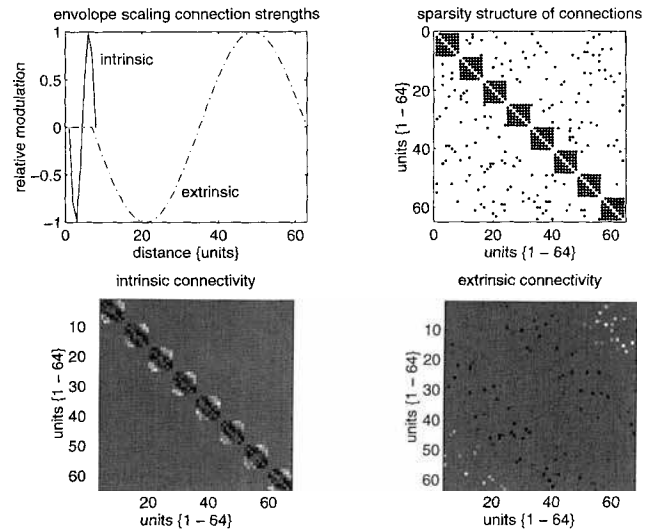 envelope scaling connection strengths
1
0.5
0
−0.5
−1
relative modulation
intrinsic
extrinsic
0
20
40
60
distance {units}
sparsity structure of connections
0
20
40
60
units {1 − 64}
0
20
40
60
units {1 − 64}
intrinsic connectivity
10
20
30
40
50
60
units {1 − 64}
20
40
60
units {1 − 64}
extrinsic connectivity
10
20
30
40
50
60
units {1 − 64}
20
40
60
units {1 − 64}